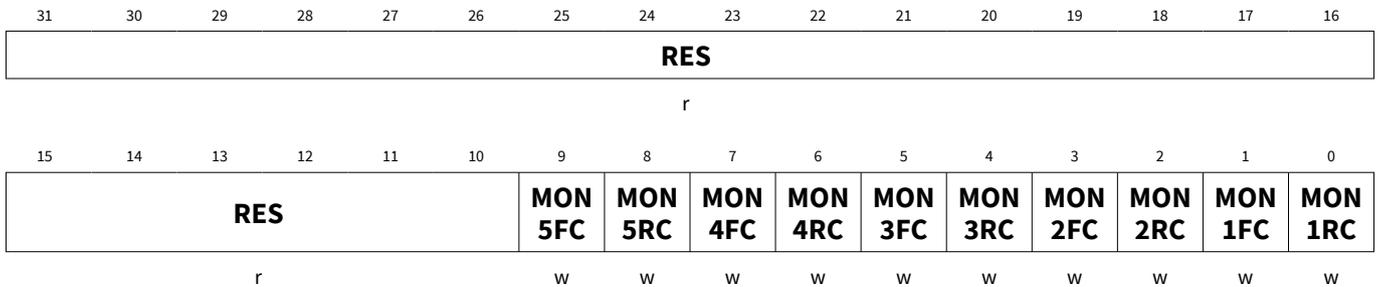 31 30 29 28 27 26 25 24 23 22 21 20 19 18 17 16
RES
r
15 14 13 12 11 10 9 8 7 6 5 4 3 2 1 0
RES MON 5FC MON 5RC MON 4FC MON 4RC MON 3FC MON 3RC MON 2FC MON 2RC MON 1FC MON 1RC
r w w w w w w w w w w